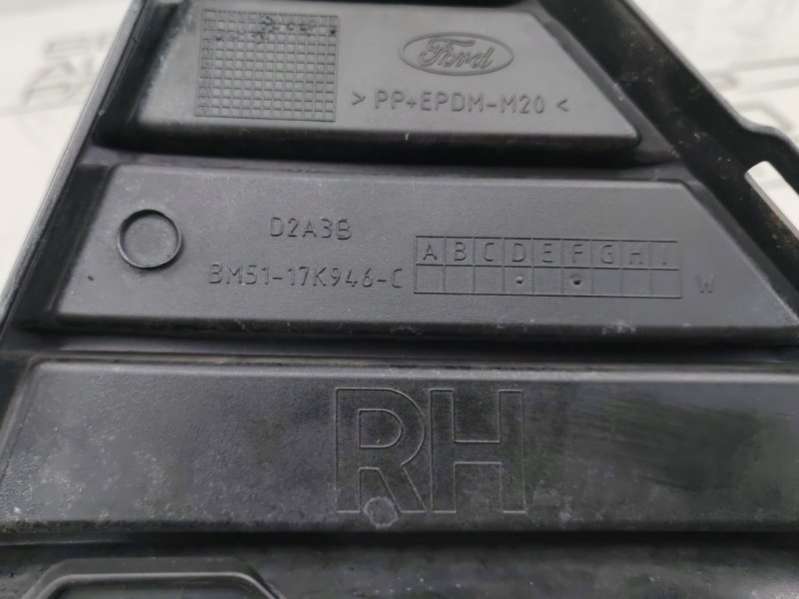 Ford
> PP+EPDM-M20 <
D2A3B
BM51-17K946-C
A B C D E F G H I
W
RH